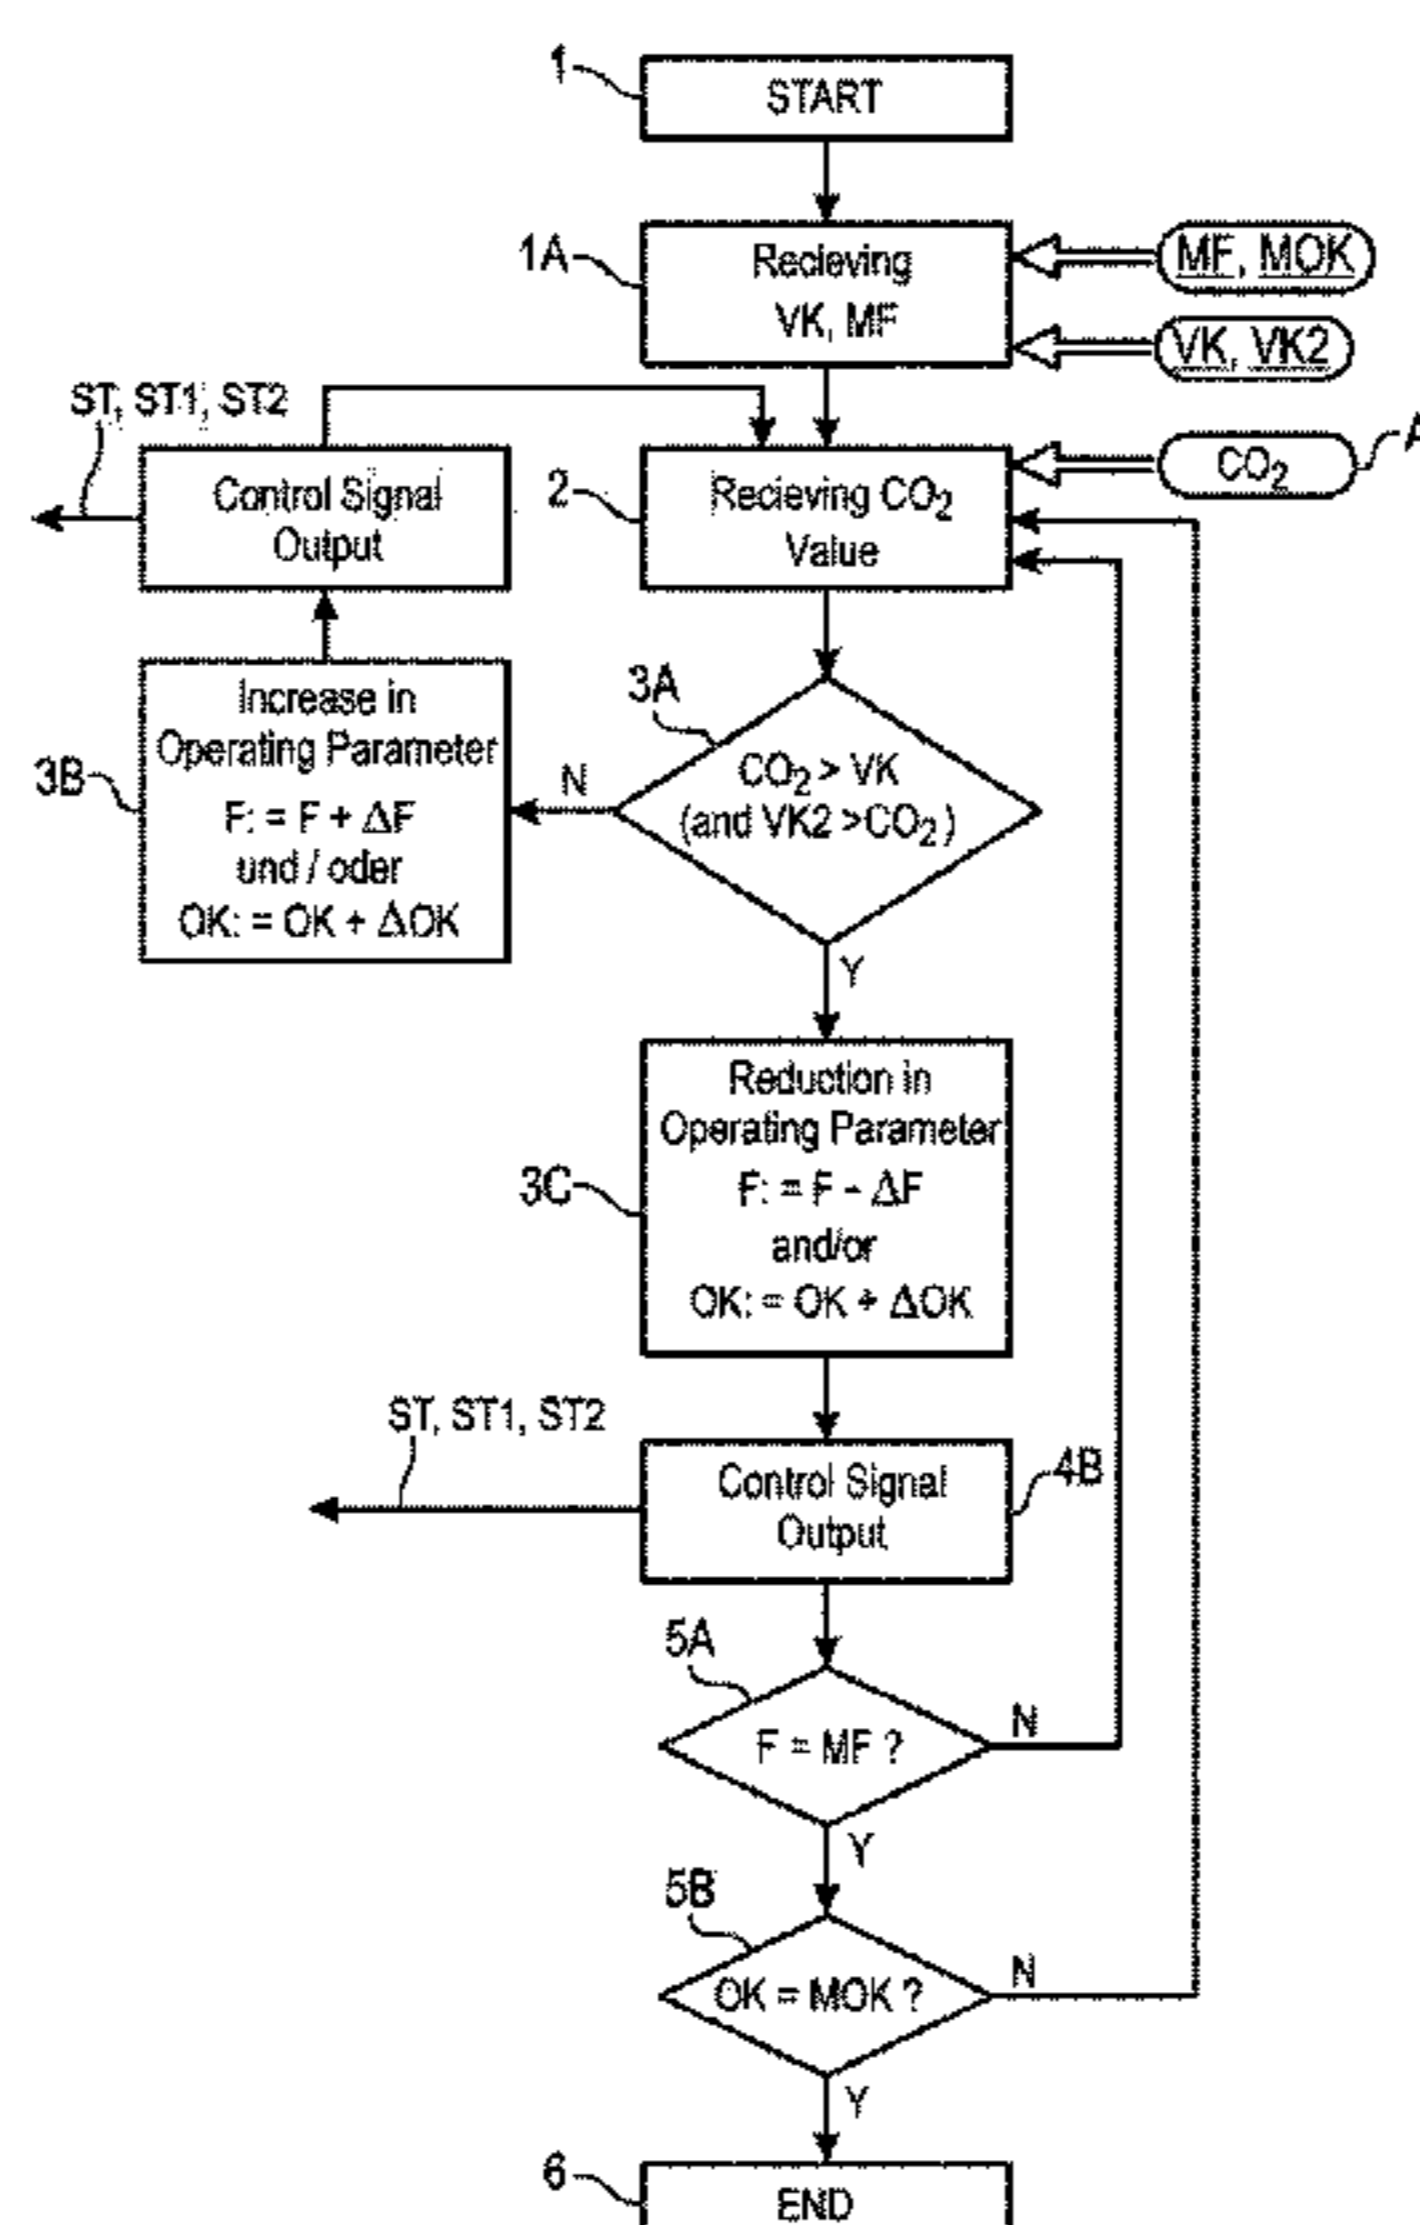 1
START
1A
Recieving
VK, MF
MF, MOK
VK, VK2
ST, ST1, ST2
Control Signal
Output
2
Recieving CO2
Value
CO2
A
3A
CO2 > VK
(and VK2 >CO2)
N
Y
3B
Increase in
Operating Parameter
F: = F + ΔF
und / oder
OK: = OK + ΔOK
3C
Reduction in
Operating Parameter
F: = F - ΔF
and/or
OK: = OK + ΔOK
ST, ST1, ST2
Control Signal
Output
4B
5A
F = MF ?
N
Y
5B
OK = MOK ?
N
Y
6
END